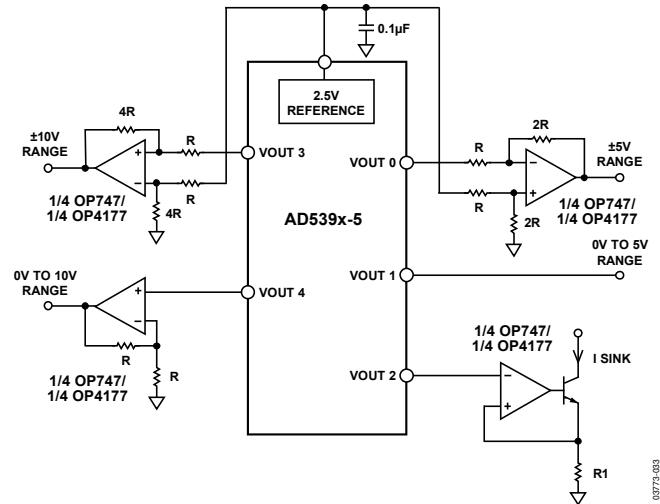 0.1µF
2.5V
REFERENCE
4R
±10V
RANGE
R
+
−
R
VOUT 3
1/4 OP747/
1/4 OP4177
4R
VOUT 0
R
2R
−
+
±5V
RANGE
R
2R
1/4 OP747/
1/4 OP4177
AD539x-5
0V TO 5V
RANGE
VOUT 1
0V TO 10V
RANGE
+
−
VOUT 4
R
R
1/4 OP747/
1/4 OP4177
1/4 OP747/
1/4 OP4177
I SINK
VOUT 2
−
+
R1
03773-033